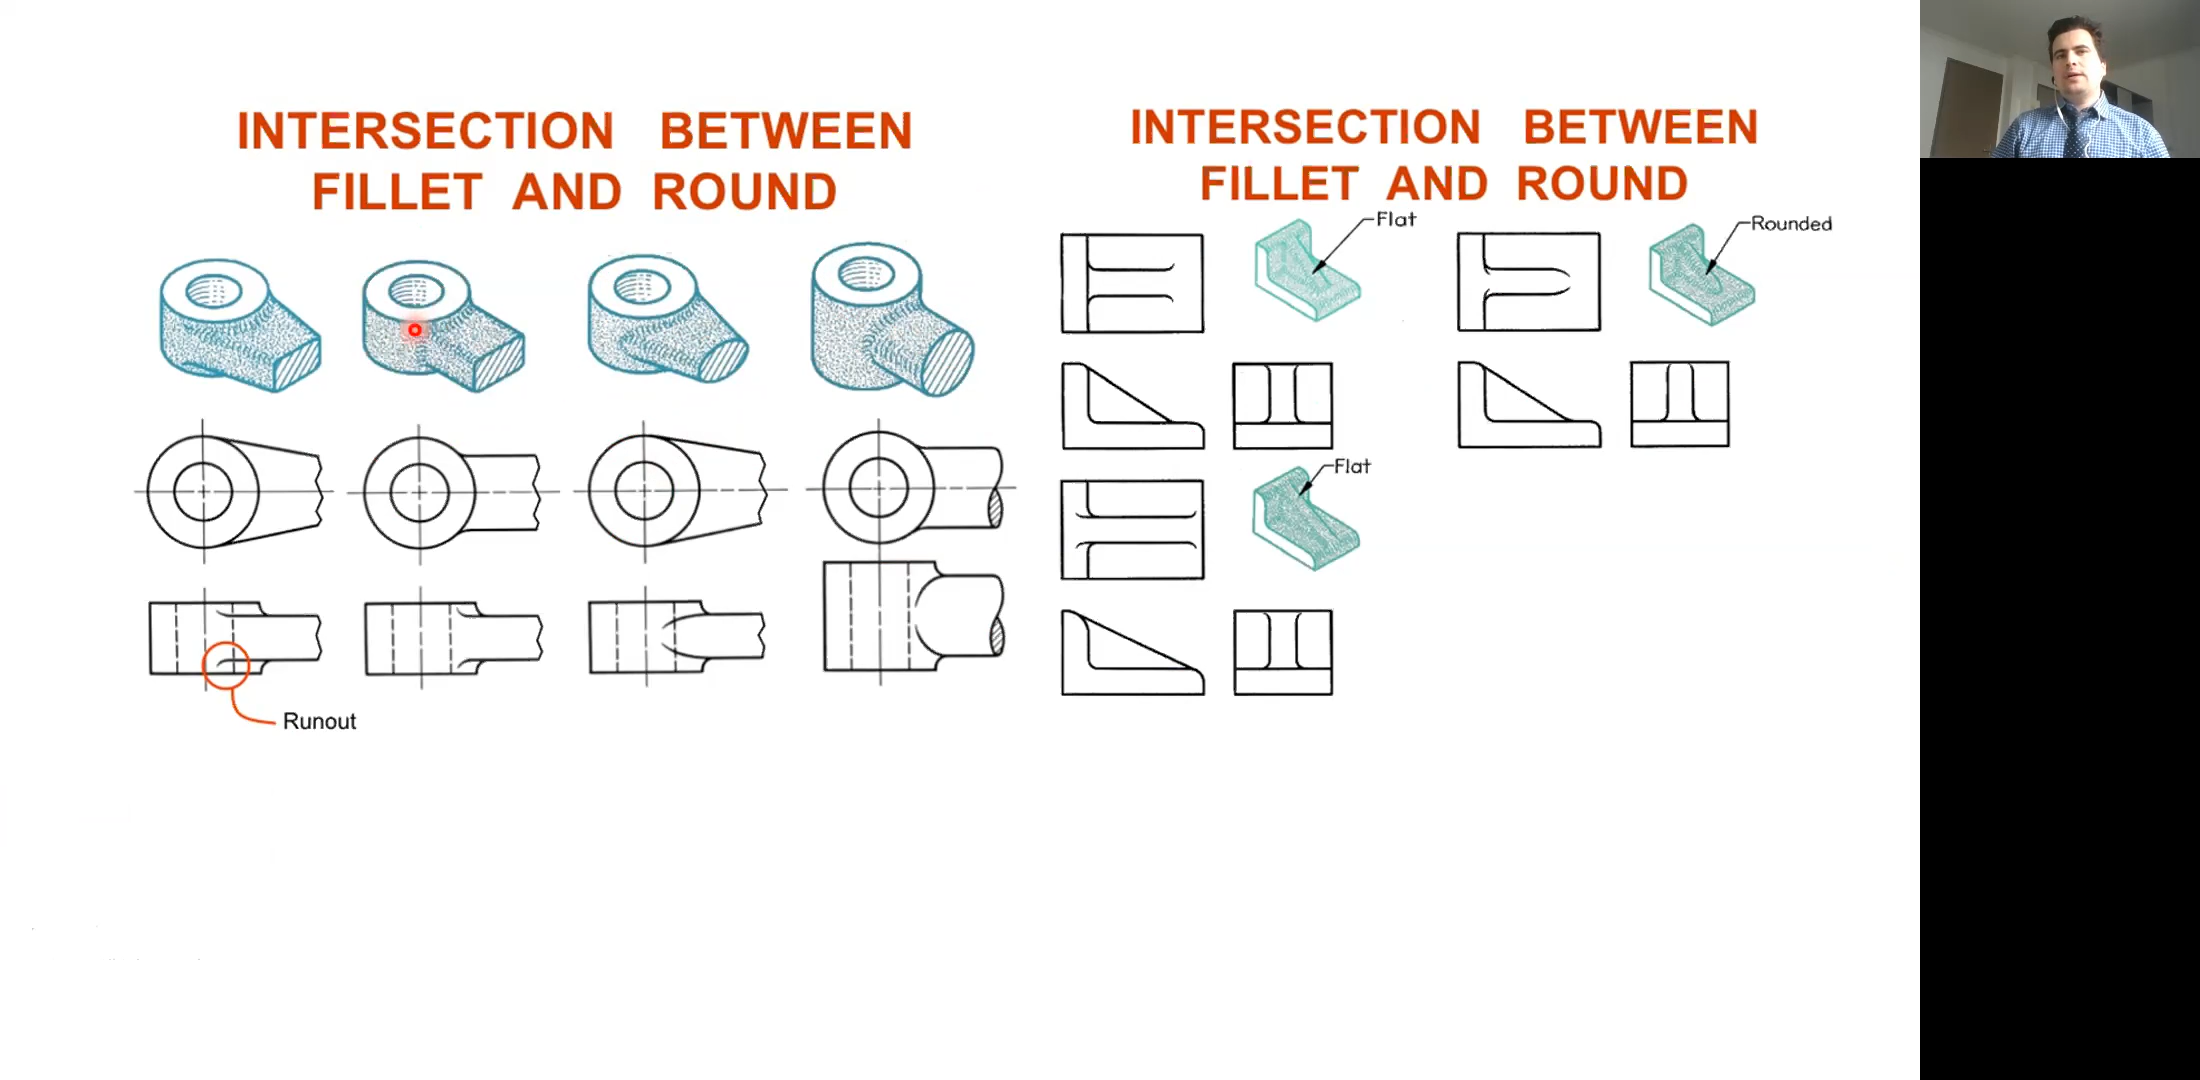 INTERSECTION BETWEEN
FILLET AND ROUND
Runout
INTERSECTION BETWEEN
FILLET AND ROUND
Flat
Rounded
Flat